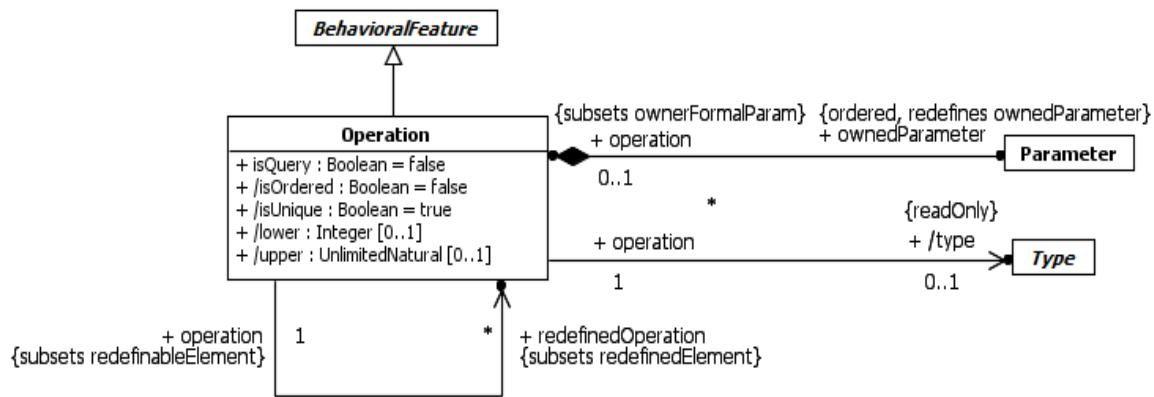 BehavioralFeature
Operation
+ isQuery : Boolean = false
+ /isOrdered : Boolean = false
+ /isUnique : Boolean = true
+ /lower : Integer [0..1]
+ /upper : UnlimitedNatural [0..1]
{subsets ownerFormalParam}
+ operation
0..1
{ordered, redefines ownedParameter}
+ ownedParameter
*
Parameter
+ operation
1
{readOnly}
+ /type
0..1
Type
+ operation
{subsets redefinableElement}
1
*
+ redefinedOperation
{subsets redefinedElement}